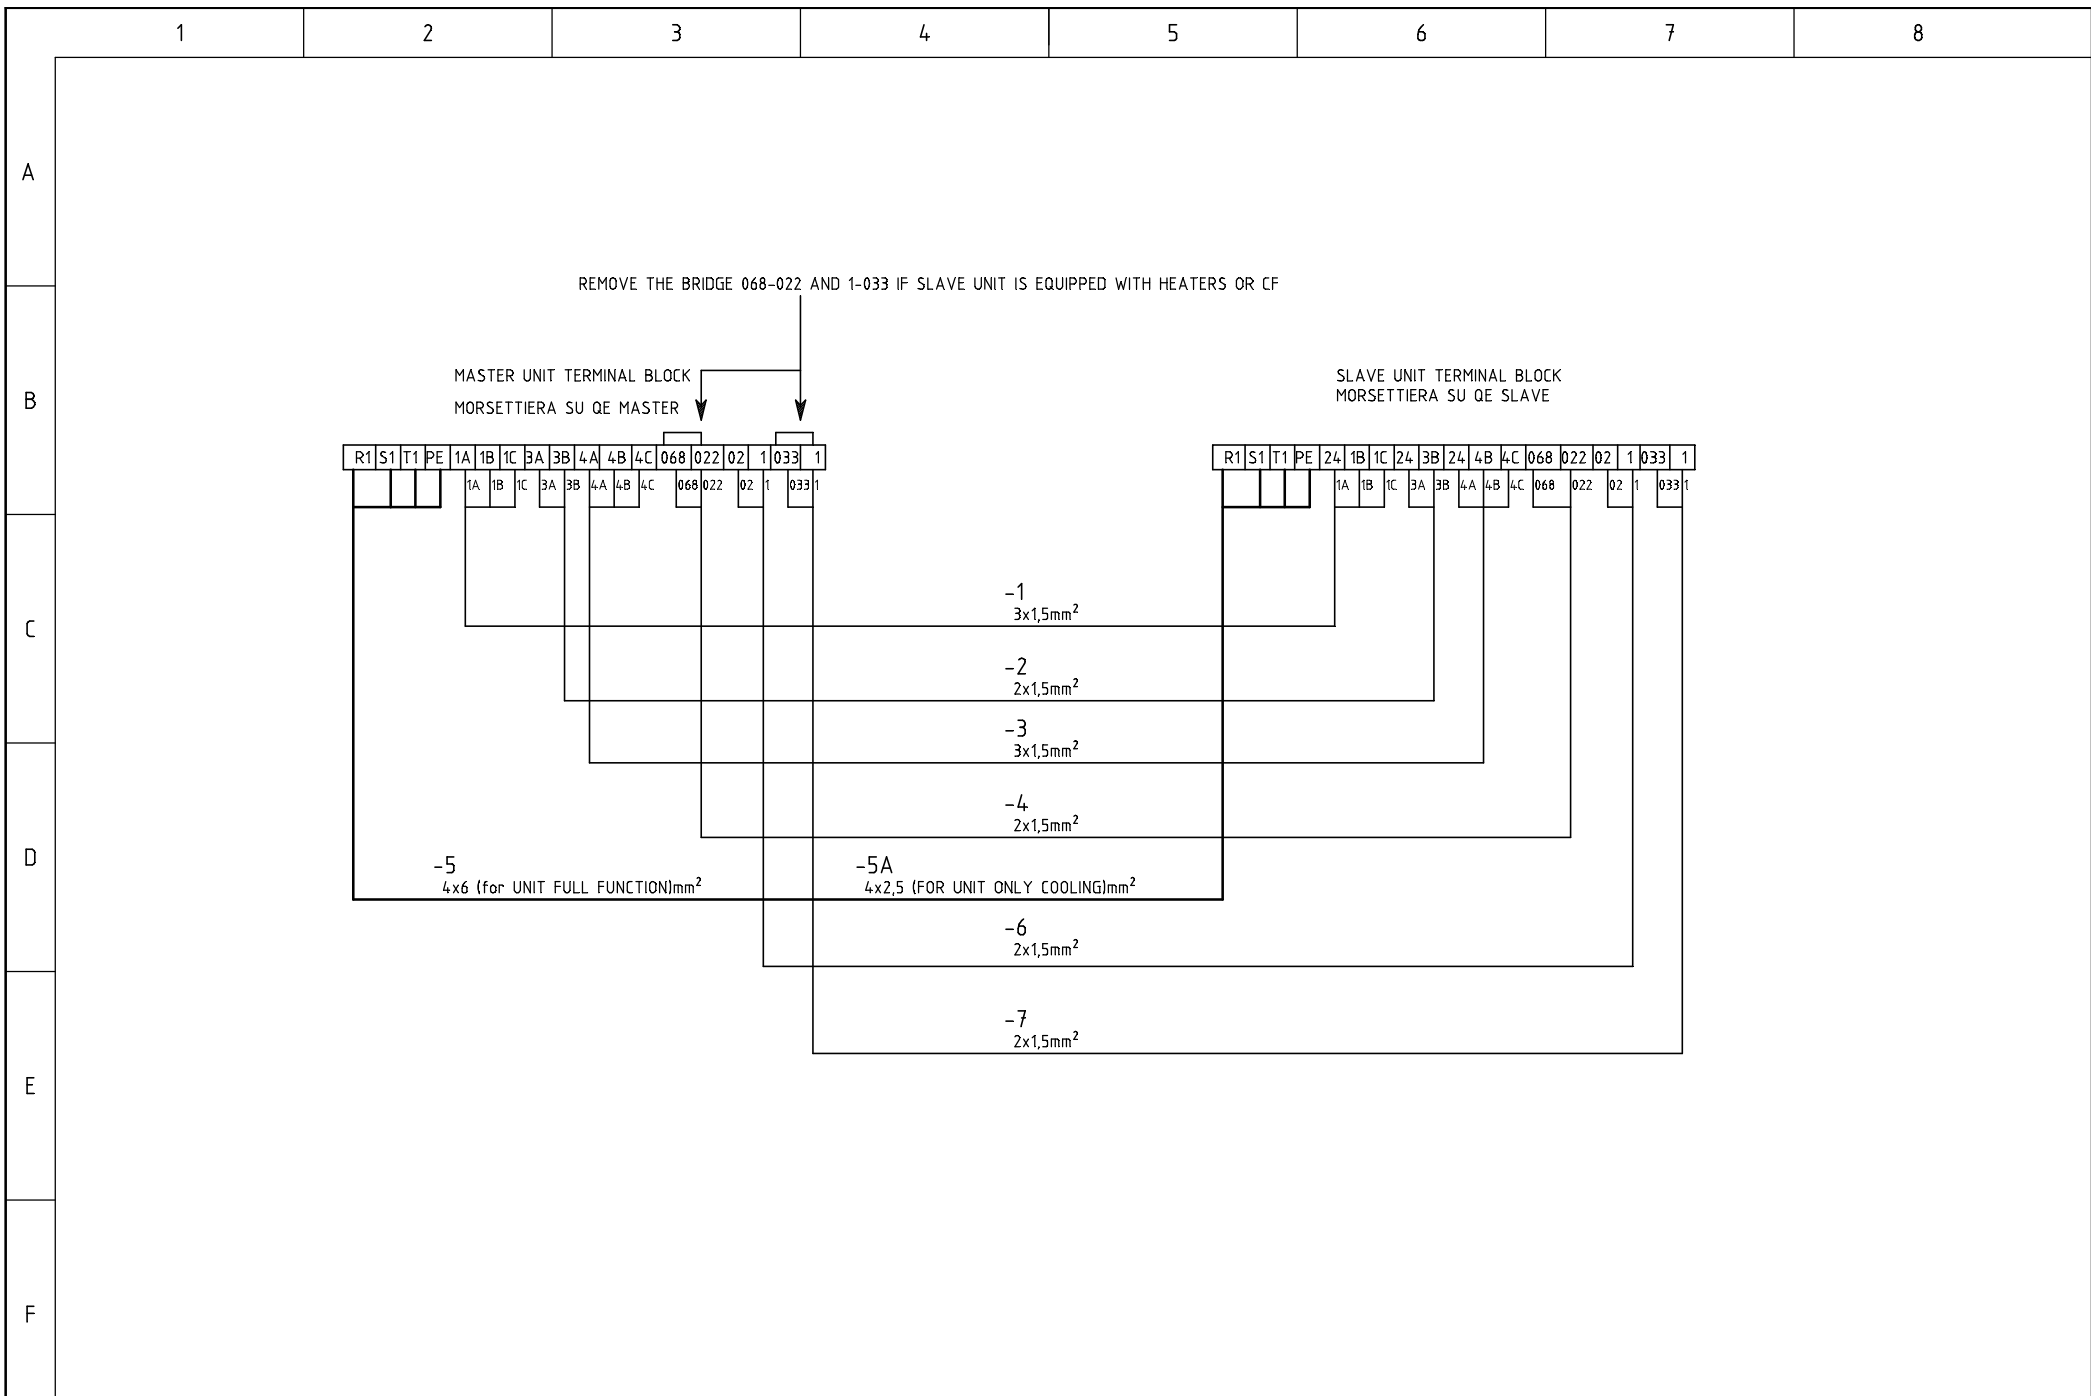 1 2 3 4 5 6 7 8
A
REMOVE THE BRIDGE 068-022 AND 1-033 IF SLAVE UNIT IS EQUIPPED WITH HEATERS OR CF
MASTER UNIT TERMINAL BLOCK
MORSETTIERA SU QE MASTER
SLAVE UNIT TERMINAL BLOCK
MORSETTIERA SU QE SLAVE
B
R1 S1 T1 PE 1A 1B 1C 3A 3B 4A 4B 4C 068 022 02 1 033 1
1A 1B 1C 3A 3B 4A 4B 4C 068 022 02 1 033 1
R1 S1 T1 PE 24 1B 1C 24 3B 24 4B 4C 068 022 02 1 033 1
1A 1B 1C 3A 3B 4A 4B 4C 068 022 02 1 033 1
-1
3x1,5mm²
C
-2
2x1,5mm²
-3
3x1,5mm²
-4
2x1,5mm²
D
-5
4x6 (for UNIT FULL FUNCTION)mm²
-5A
4x2,5 (FOR UNIT ONLY COOLING)mm²
-6
2x1,5mm²
-7
2x1,5mm²
E
F